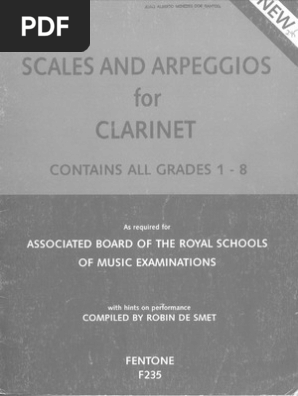 PDF
NEW
SCALES AND ARPEGGIOS
for
CLARINET
CONTAINS ALL GRADES 1 - 8
As required for
ASSOCIATED BOARD OF THE ROYAL SCHOOLS
OF MUSIC EXAMINATIONS
with hints on performance
COMPILED BY ROBIN DE SMET
FENTONE
F235